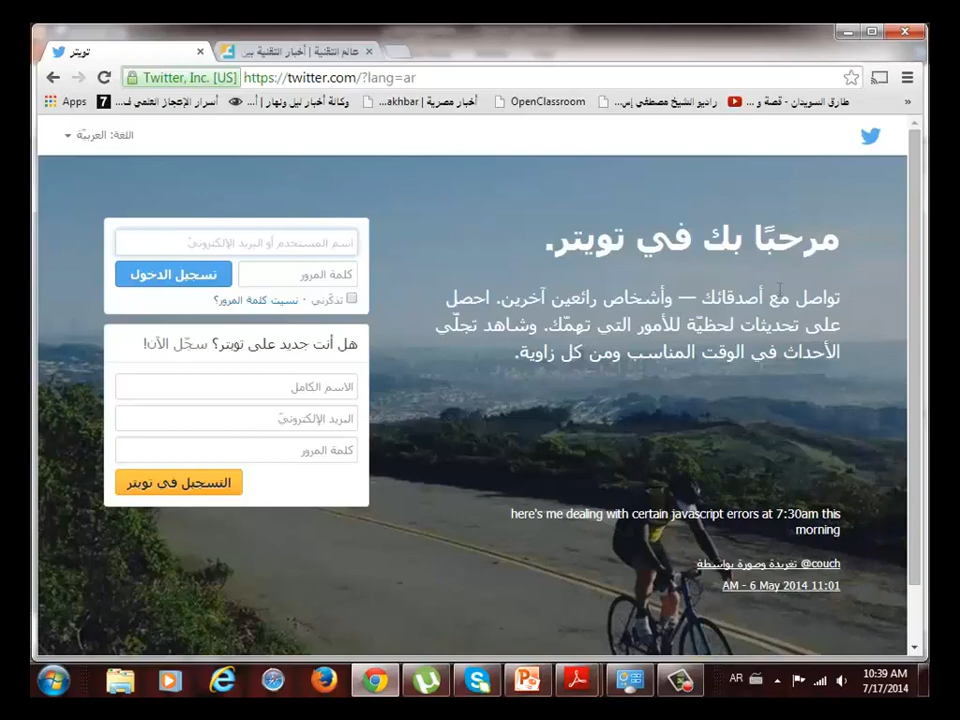 تويتر
عالم التقنية | أخبار التقنية بين
Twitter, Inc. [US] https://twitter.com/?lang=ar
Apps
أسرار الإعجاز العلمى فـ...
وكالة أخبار ليل ونهار | أ...
أخبار مصرية | akhbar...
OpenClassroom
راديو الشيخ مصطفي إس...
طارق السويدان - قصة و...
»
اللغة: العربيّة
مرحبًا بك في تويتر.
تواصل مع أصدقائك — وأشخاص رائعين آخرين. احصل
على تحديثات لحظيّة للأمور التي تهمّك. وشاهد تجلّي
الأحداث في الوقت المناسب ومن كل زاوية.
اسم المستخدم أو البريد الإلكترونيّ
كلمة المرور
تسجيل الدخول
تذكّرني · نسيت كلمة المرور؟
هل أنت جديد على تويتر؟ سجّل الآن!
الاسم الكامل
البريد الإلكترونيّ
كلمة المرور
التسجيل في تويتر
here's me dealing with certain javascript errors at 7:30am this
morning
تغريدة وصورة بواسطة @couch
11:01 AM - 6 May 2014
AR
10:39 AM
7/17/2014